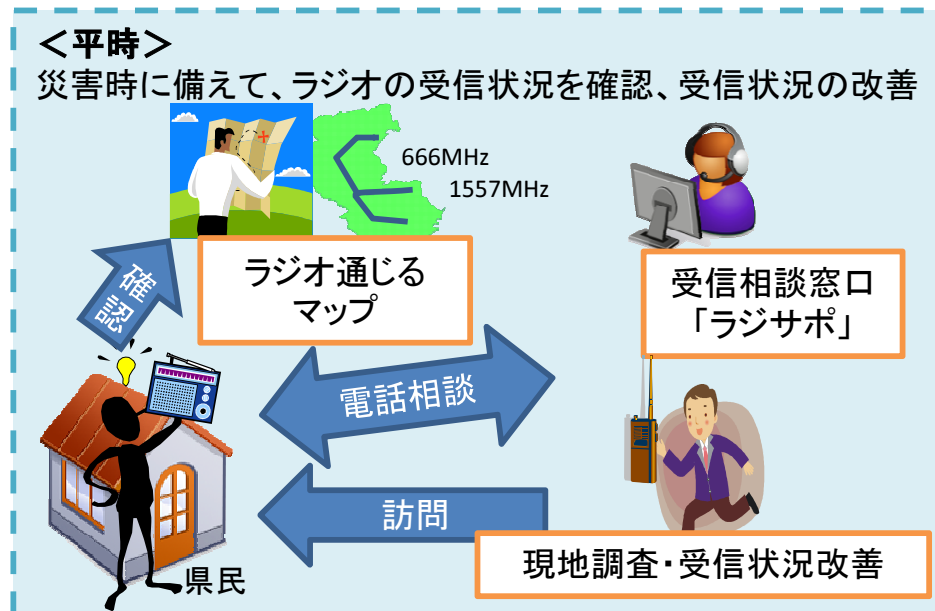 ＜平時＞
災害時に備えて、ラジオの受信状況を確認、受信状況の改善
666MHz
1557MHz
ラジオ通じる
マップ
受信相談窓口
「ラジサポ」
確認
電話相談
訪問
現地調査・受信状況改善
県民